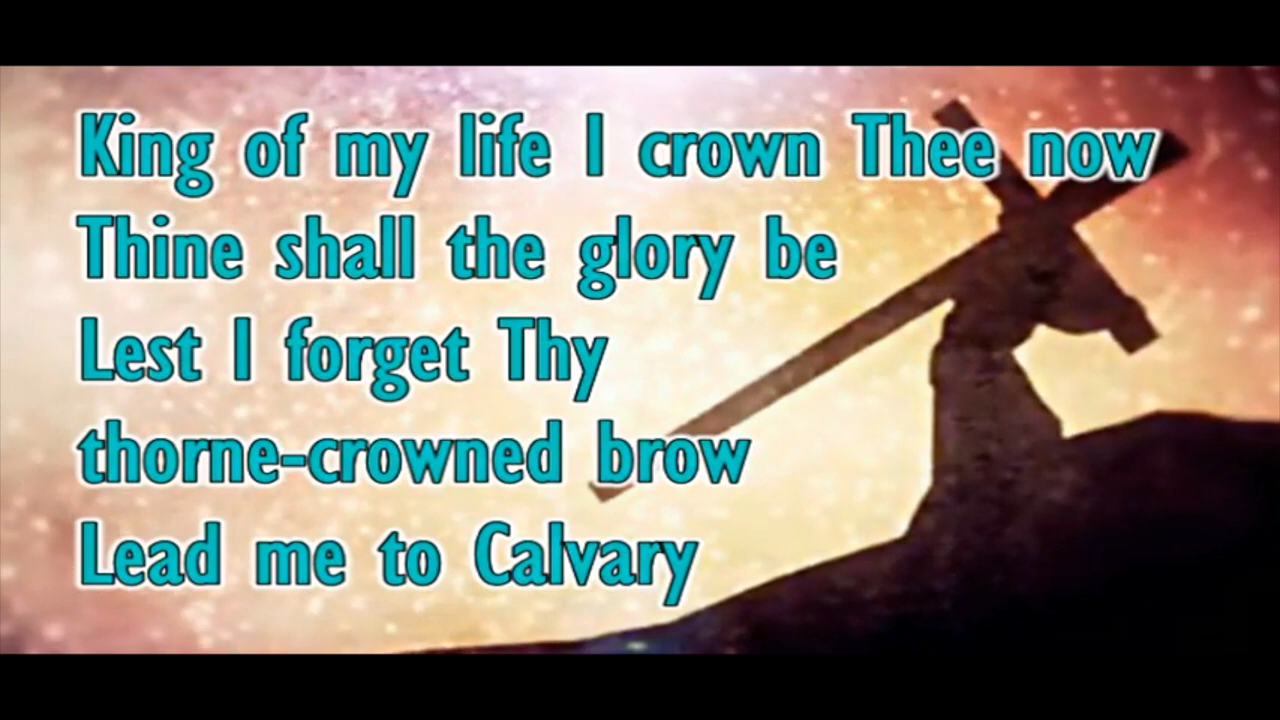 King of my life I crown Thee now
Thine shall the glory be
Lest I forget Thy
thorne-crowned brow
Lead me to Calvary